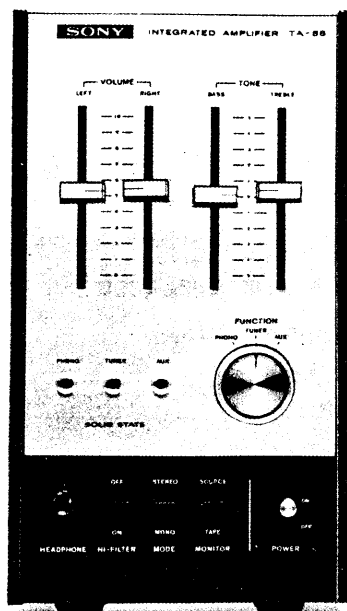 SONY INTEGRATED AMPLIFIER TA-88
VOLUME TONE
LEFT RIGHT BASS TREBLE
FUNCTION
TUNER
PHONO AUX
PHONO TUNER AUX
SOLID STATE
OFF STEREO SOURCE
ON
OFF
ON MONO TAPE
HEADPHONE HI-FILTER MODE MONITOR POWER